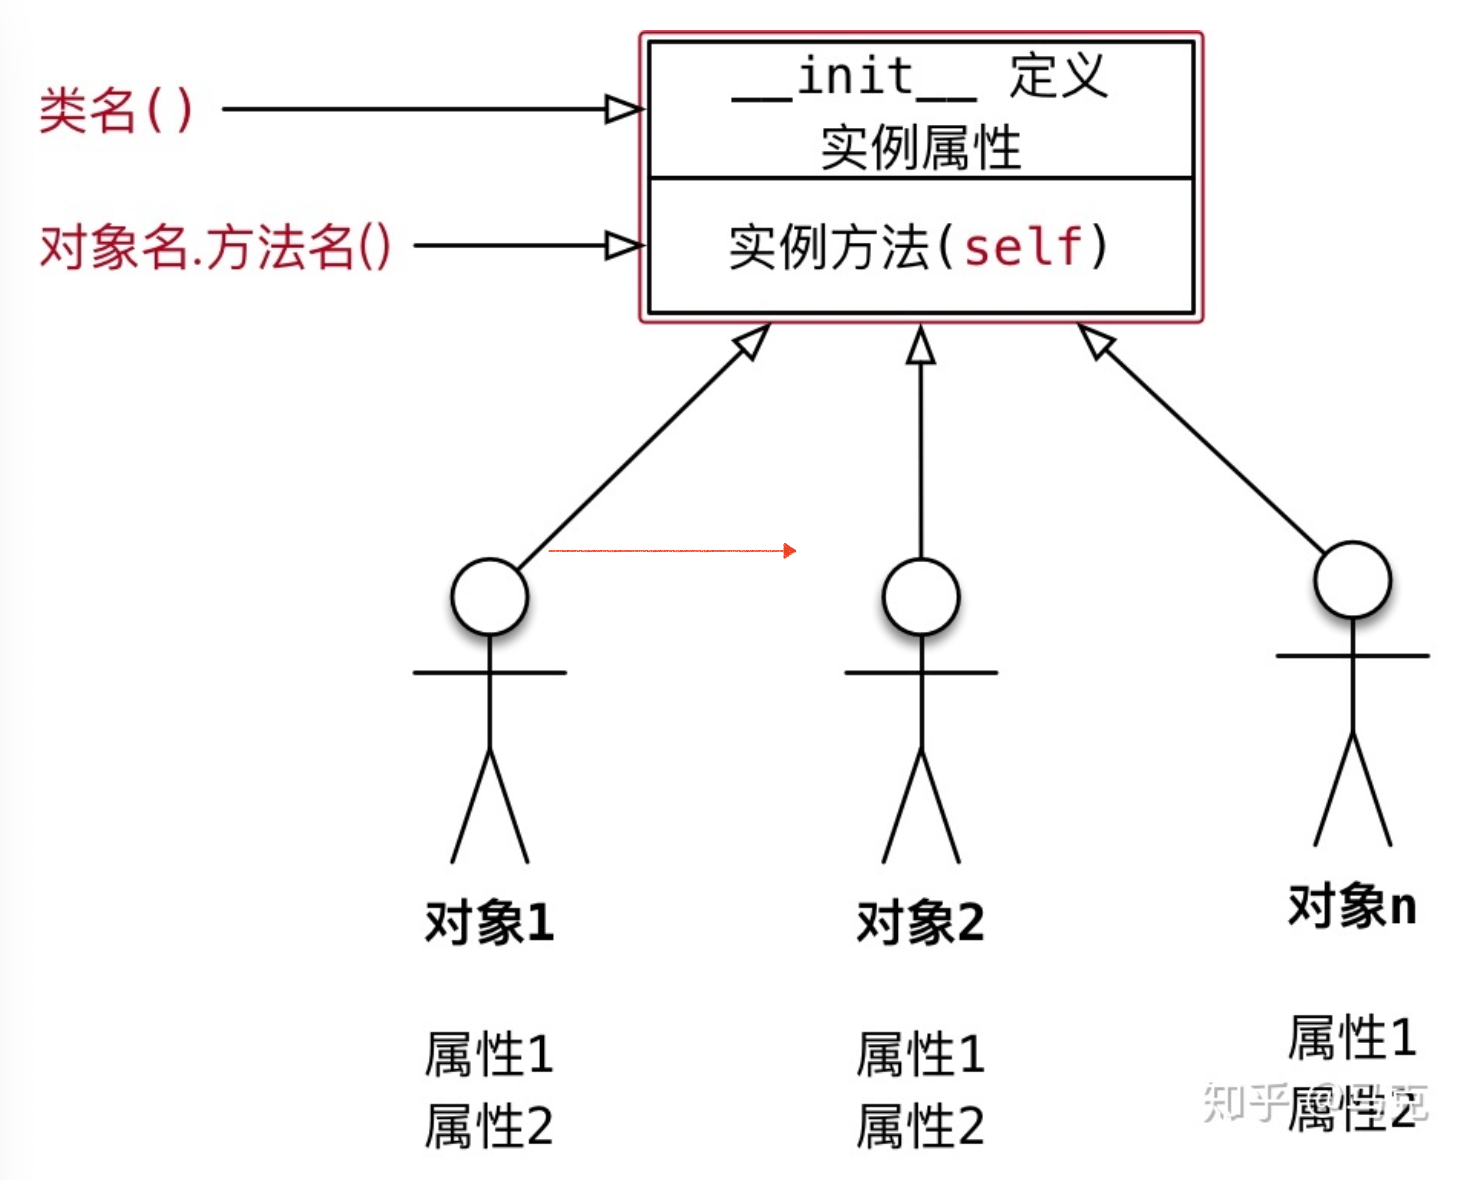 类名()
__init__ 定义
实例属性
对象名.方法名()
实例方法(self)
对象1
对象2
对象n
属性1
属性2
属性1
属性2
属性1
属性2
知乎 @马克